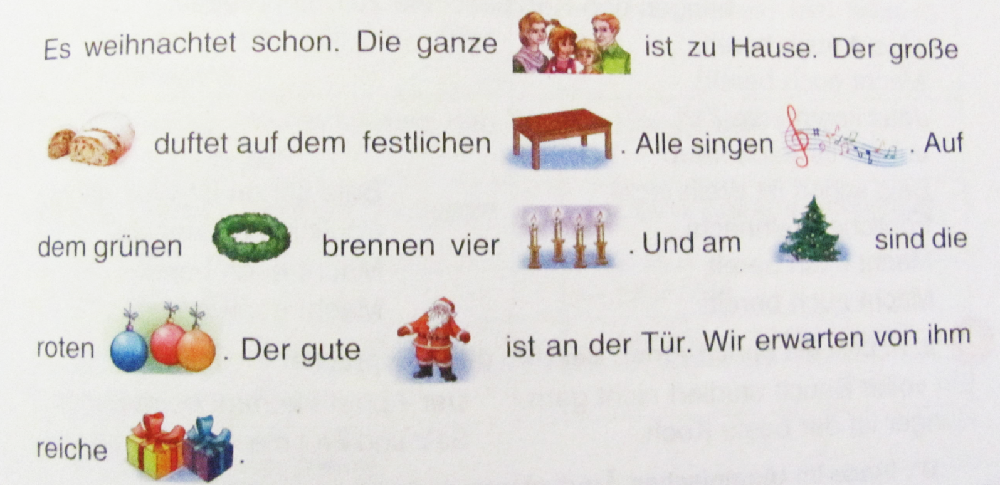 Es weihnachtet schon. Die ganze ist zu Hause. Der große
duftet auf dem festlichen . Alle singen . Auf
dem grünen brennen vier . Und am sind die
roten . Der gute ist an der Tür. Wir erwarten von ihm
reiche .